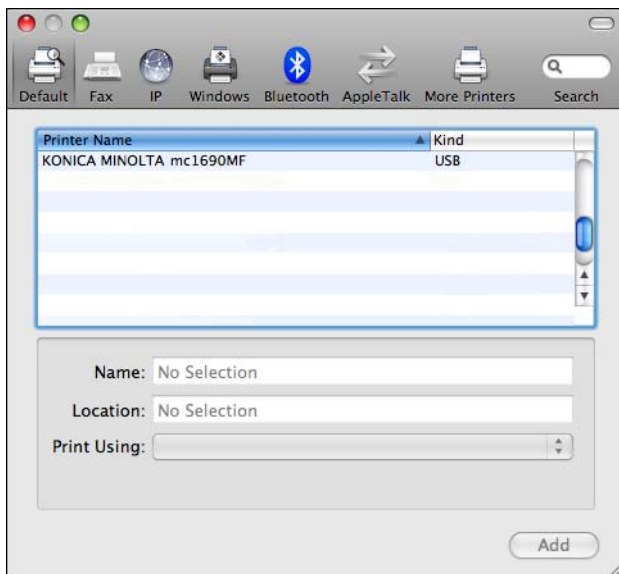 Default Fax IP Windows Bluetooth AppleTalk More Printers Search
Printer Name Kind
KONICA MINOLTA mc1690MF USB
Name: No Selection
Location: No Selection
Print Using:
Add